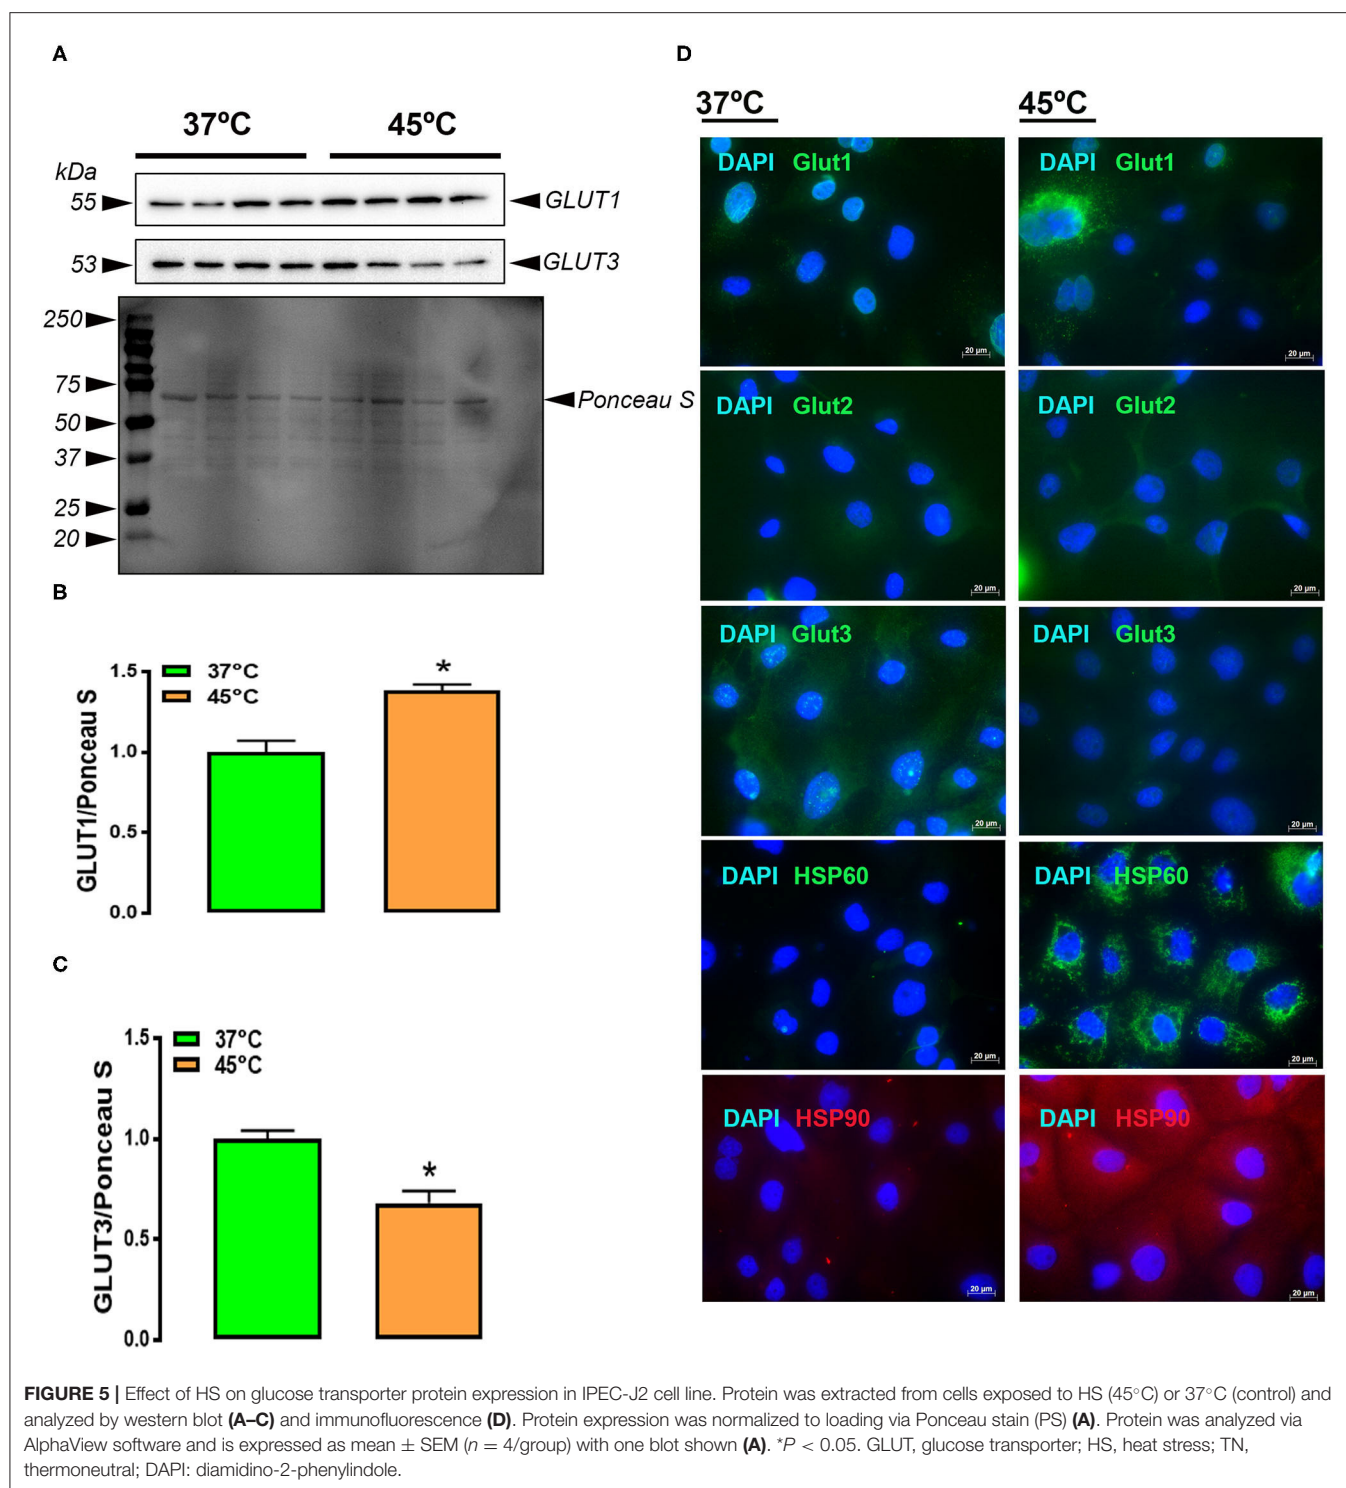 A
37ºC 45ºC
kDa
55 GLUT1
53 GLUT3
250
75
Ponceau S
50
37
25
20
B
GLUT1/Ponceau S
1.5
1.0
0.5
0.0
37°C
45°C
*
C
GLUT3/Ponceau S
1.5
1.0
0.5
0.0
37°C
45°C
*
D
37ºC 45ºC
DAPI Glut1
20 µm
DAPI Glut1
20 µm
DAPI Glut2
20 µm
DAPI Glut2
20 µm
DAPI Glut3
20 µm
DAPI Glut3
20 µm
DAPI HSP60
20 µm
DAPI HSP60
20 µm
DAPI HSP90
20 µm
DAPI HSP90
20 µm
FIGURE 5 | Effect of HS on glucose transporter protein expression in IPEC-J2 cell line. Protein was extracted from cells exposed to HS (45°C) or 37°C (control) and
analyzed by western blot (A–C) and immunofluorescence (D). Protein expression was normalized to loading via Ponceau stain (PS) (A). Protein was analyzed via
AlphaView software and is expressed as mean ± SEM (n = 4/group) with one blot shown (A). *P < 0.05. GLUT, glucose transporter; HS, heat stress; TN,
thermoneutral; DAPI: diamidino-2-phenylindole.